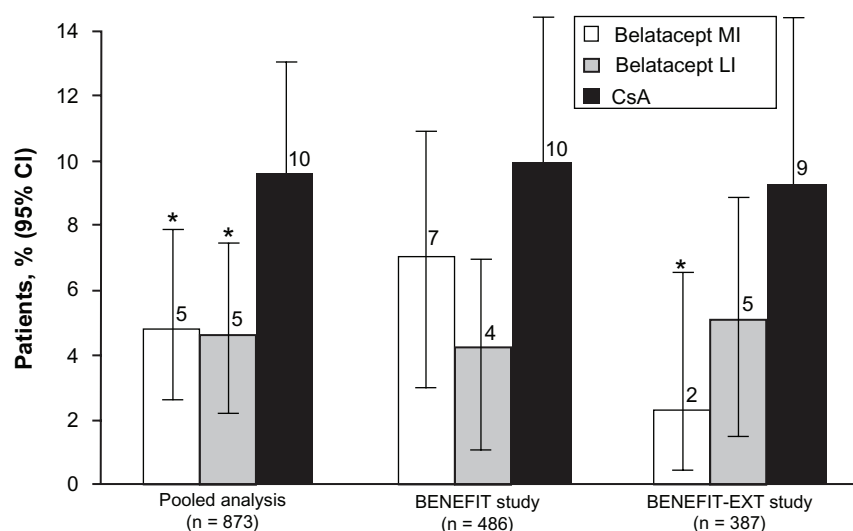 Patients, % (95% CI)
14
12
10
8
6
4
2
0
Belatacept MI
Belatacept LI
CsA
*
5
*
5
10
7
4
10
*
2
5
9
Pooled analysis
(n = 873)
BENEFIT study
(n = 486)
BENEFIT-EXT study
(n = 387)